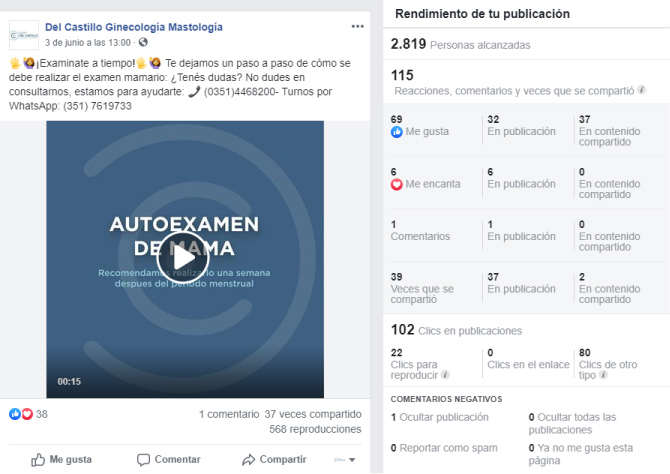 Del Castillo Ginecología Mastología
3 de junio a las 13:00 ·
¡Examinate a tiempo! Te dejamos un paso a paso de cómo se
debe realizar el examen mamario: ¿Tenés dudas? No dudes en
consultarnos, estamos para ayudarte: (0351)4468200- Turnos por
WhatsApp: (351) 7619733
AUTOEXAMEN
DE MAMA
Recomendamos realizarlo una semana
despues del periodo menstrual
00:15
38
1 comentario 37 veces compartido
568 reproducciones
Me gusta
Comentar
Compartir
Rendimiento de tu publicación
2.819 Personas alcanzadas
115
Reacciones, comentarios y veces que se compartió
69 Me gusta
32 En publicación
37 En contenido compartido
6 Me encanta
6 En publicación
0 En contenido compartido
1 Comentarios
1 En publicación
0 En contenido compartido
39 Veces que se compartió
37 En publicación
2 En contenido compartido
102 Clics en publicaciones
22 Clics para reproducir
0 Clics en el enlace
80 Clics de otro tipo
COMENTARIOS NEGATIVOS
1 Ocultar publicación
0 Ocultar todas las publicaciones
0 Reportar como spam
0 Ya no me gusta esta página